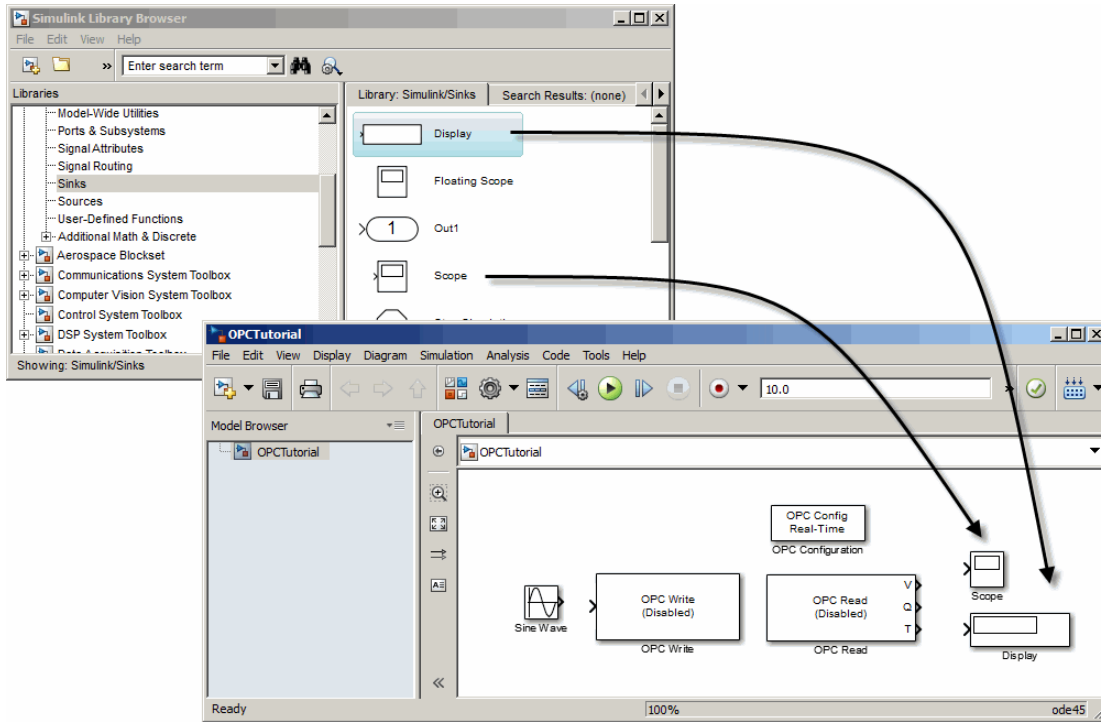 Simulink Library Browser
File Edit View Help
» Enter search term
Libraries
Library: Simulink/Sinks Search Results: (none)
Model-Wide Utilities
Ports & Subsystems
Signal Attributes
Signal Routing
Sinks
Sources
User-Defined Functions
Additional Math & Discrete
Aerospace Blockset
Communications System Toolbox
Computer Vision System Toolbox
Control System Toolbox
DSP System Toolbox
Display
Floating Scope
1 Out1
Scope
Showing: Simulink/Sinks
OPCTutorial
File Edit View Display Diagram Simulation Analysis Code Tools Help
10.0 »
Model Browser
OPCTutorial
OPCTutorial
OPCTutorial
OPC Config
Real-Time
OPC Configuration
Scope
Sine Wave
OPC Write
(Disabled)
OPC Write
OPC Read
(Disabled)
V
Q
T
OPC Read
Display
Ready 100% ode45